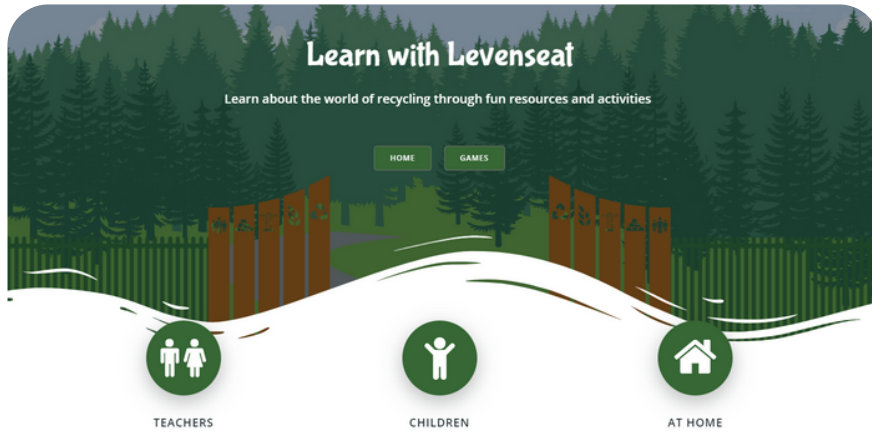 Learn with Levenseat
Learn about the world of recycling through fun resources and activities
HOME
GAMES
TEACHERS
CHILDREN
AT HOME